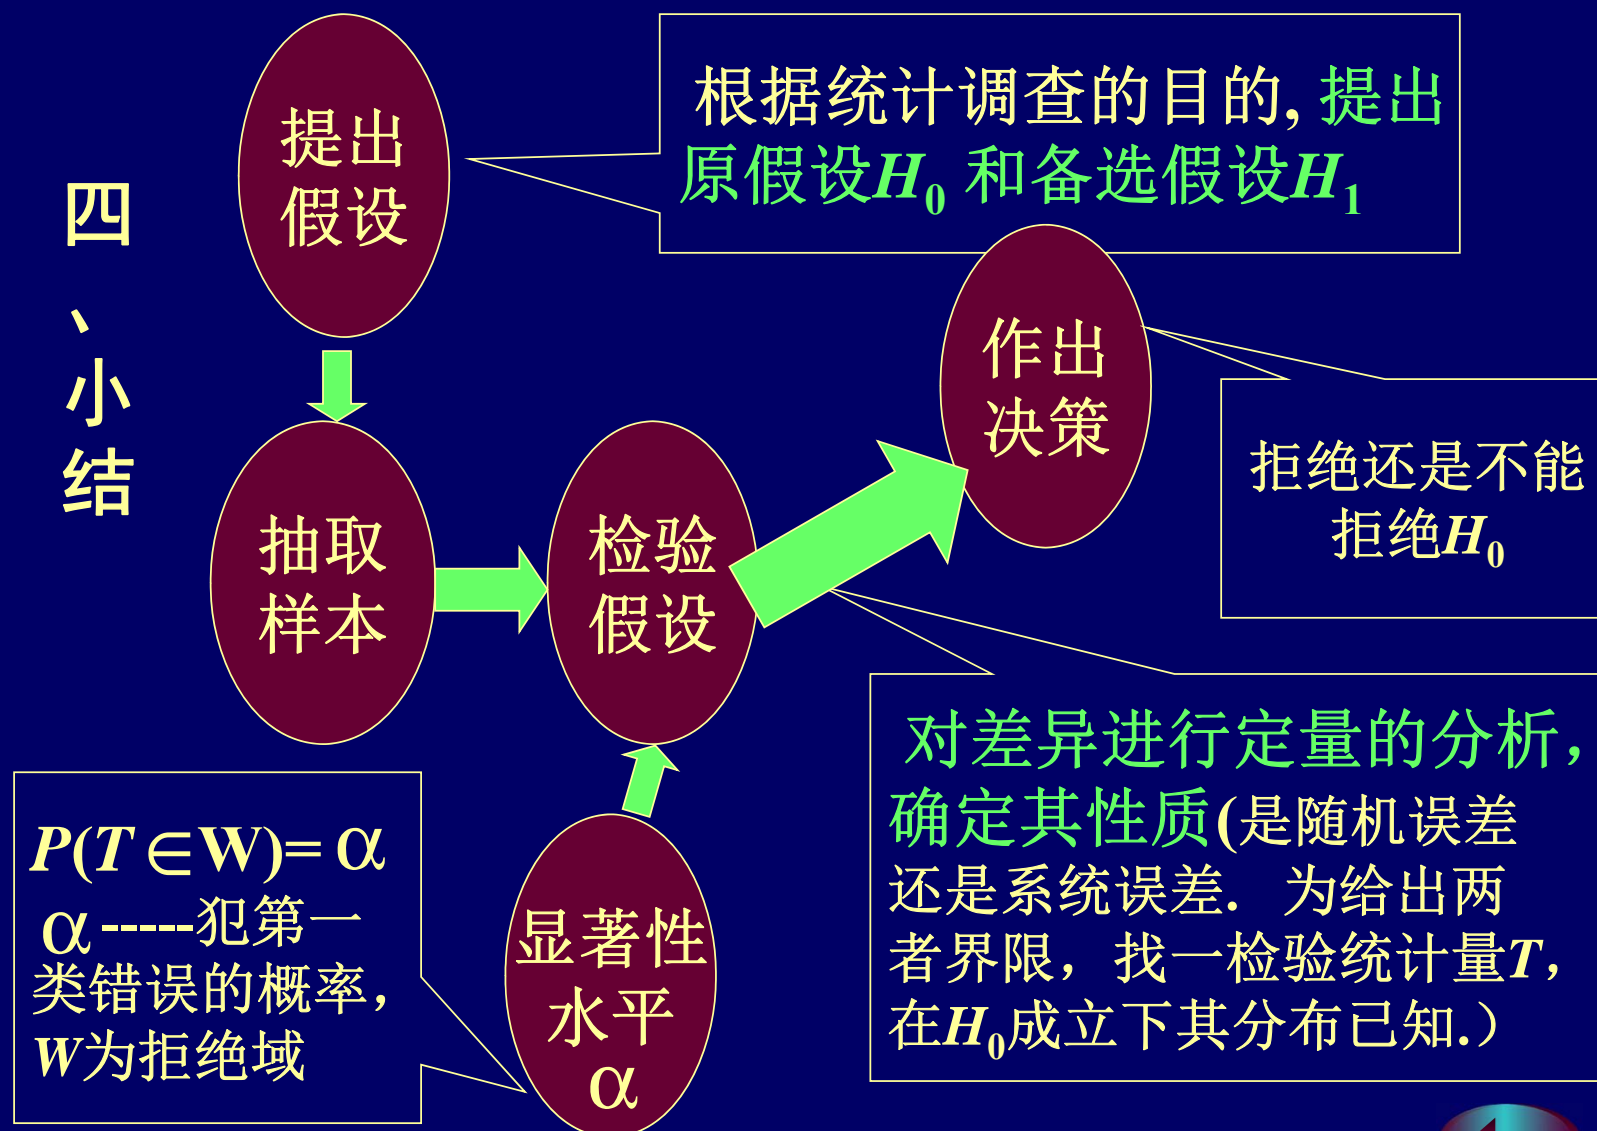 四
、
小
结
提出
假设
根据统计调查的目的, 提出
原假设H₀ 和备选假设H₁
作出
决策
拒绝还是不能
拒绝H₀
抽取
样本
检验
假设
对差异进行定量的分析，
确定其性质(是随机误差
还是系统误差. 为给出两
者界限，找一检验统计量T，
在H₀成立下其分布已知.）
P(T∈W)= α
α-----犯第一
类错误的概率，
W为拒绝域
显著性
水平
α